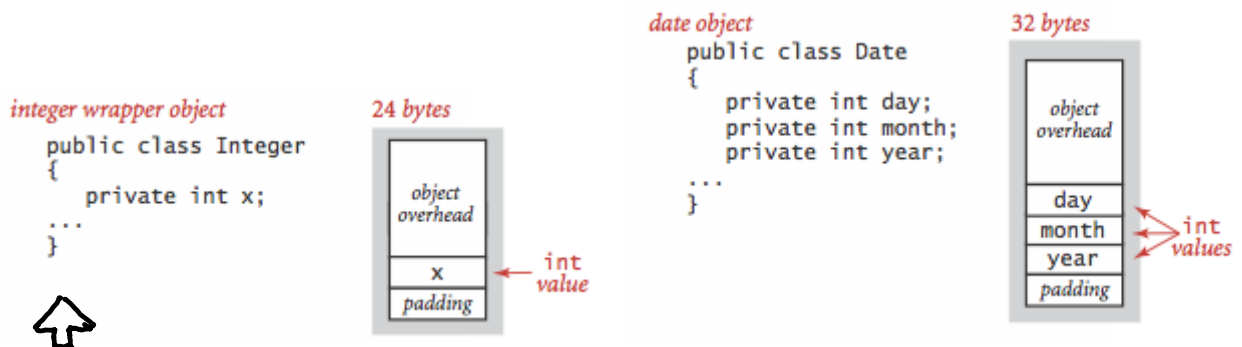 integer wrapper object
24 bytes
public class Integer
{
private int x;
...
}
object
overhead
x
padding
int
value
date object
32 bytes
public class Date
{
private int day;
private int month;
private int year;
...
}
object
overhead
day
month
year
padding
int
values